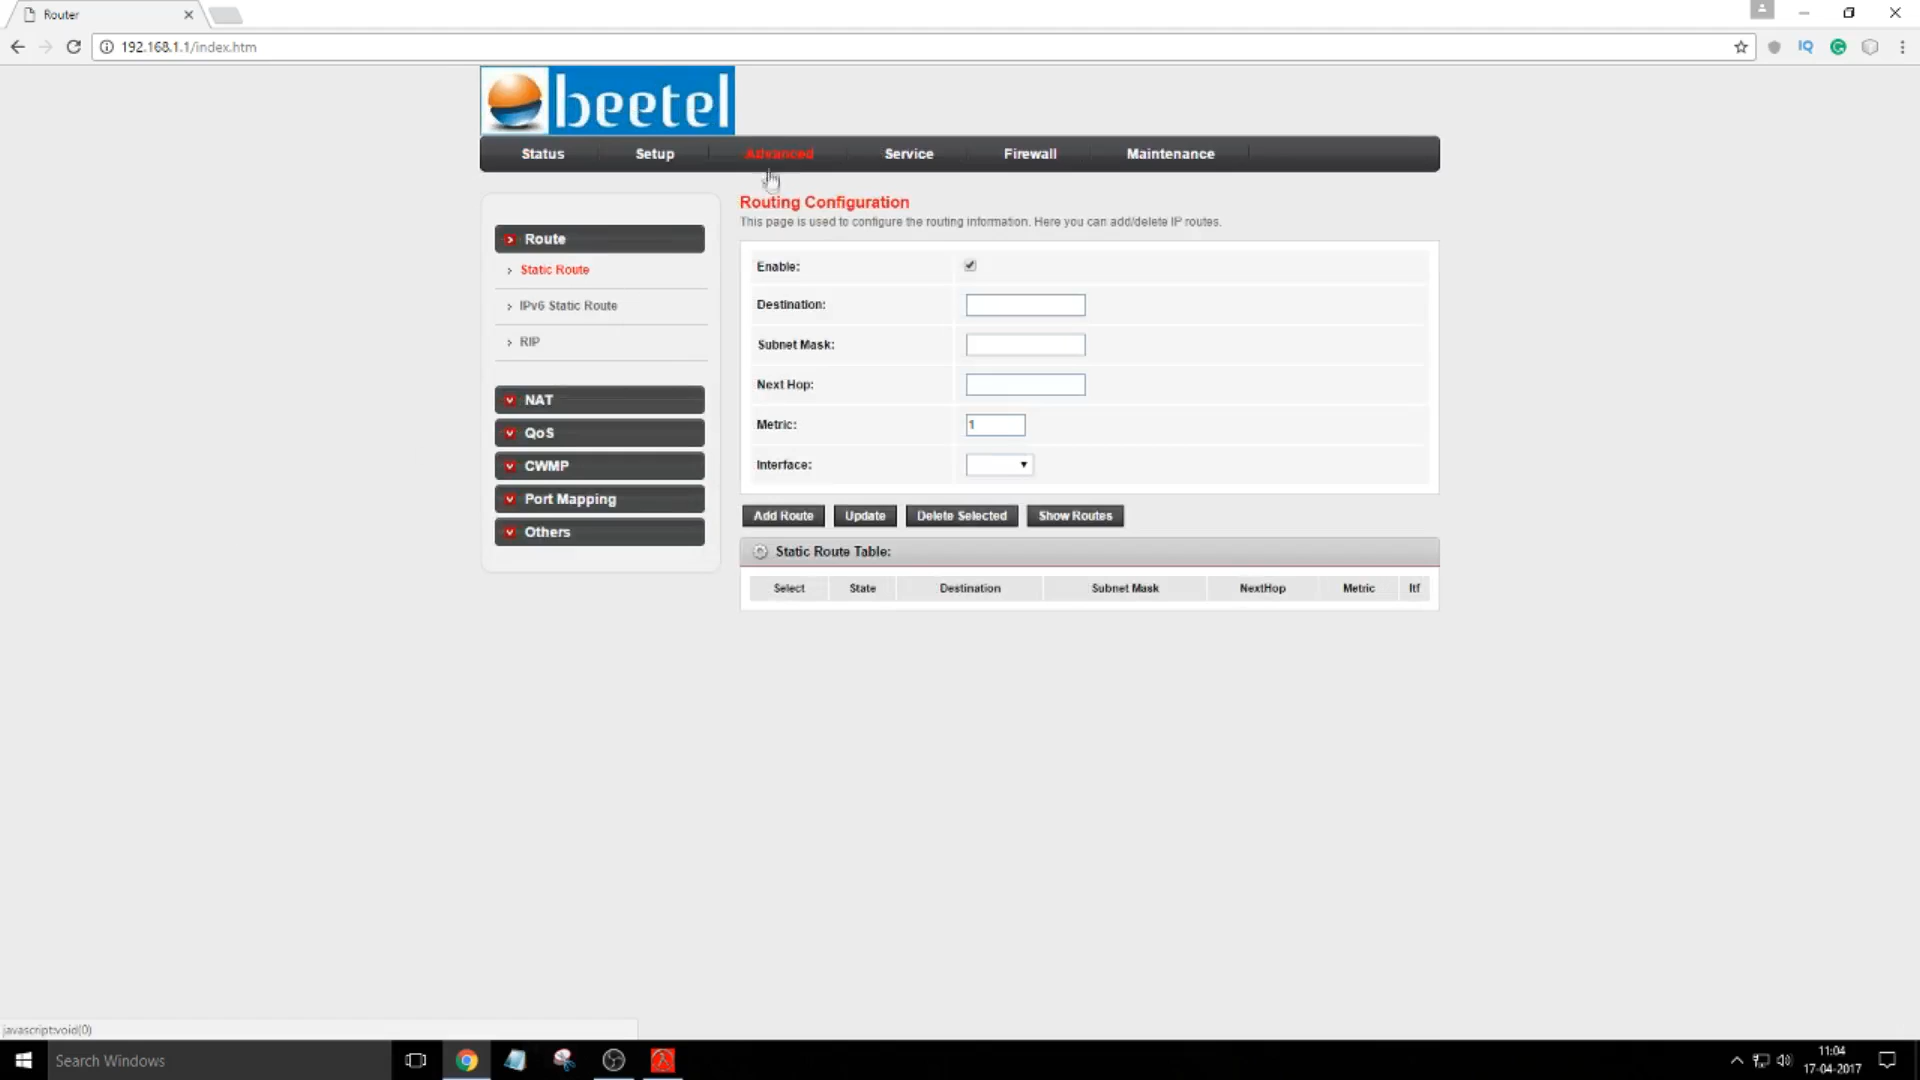 Router
192.168.1.1/index.htm
IQ
beetel
Status Setup Advanced Service Firewall Maintenance
Route
Static Route
IPv6 Static Route
RIP
NAT
QoS
CWMP
Port Mapping
Others
Routing Configuration
This page is used to configure the routing information. Here you can add/delete IP routes.
Enable:
Destination:
Subnet Mask:
Next Hop:
Metric: 1
Interface:
Add Route Update Delete Selected Show Routes
Static Route Table:
Select State Destination Subnet Mask NextHop Metric Itf
javascript:void(0)
Search Windows
11:04
17-04-2017